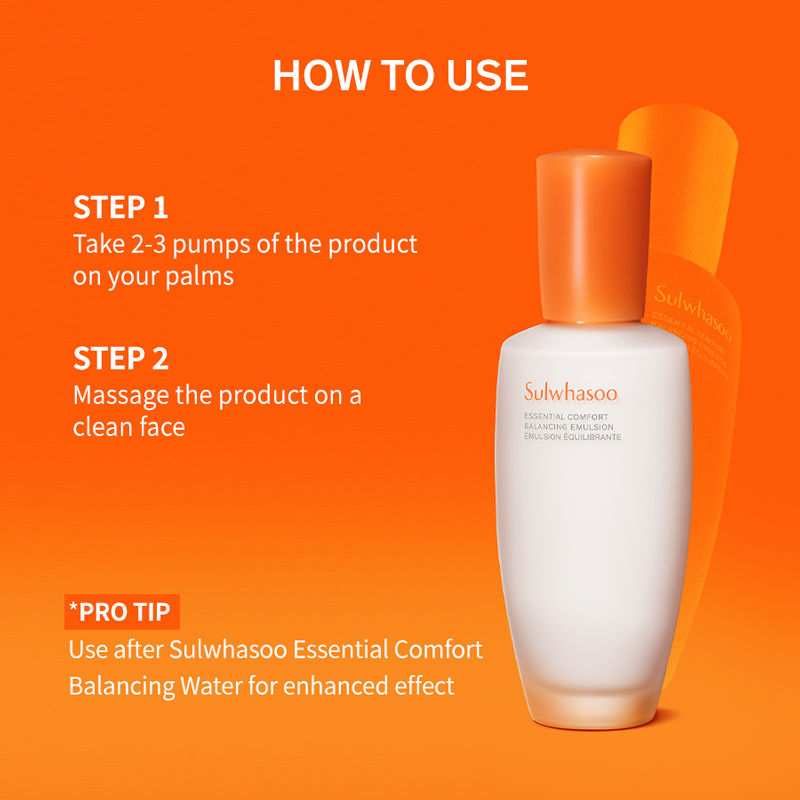 HOW TO USE
STEP 1
Take 2-3 pumps of the product
on your palms
STEP 2
Massage the product on a
clean face
*PRO TIP
Use after Sulwhasoo Essential Comfort
Balancing Water for enhanced effect
Sulwhasoo
ESSENTIAL COMFORT
BALANCING EMULSION
ÉMULSION ÉQUILIBRANTE
Sulwhasoo